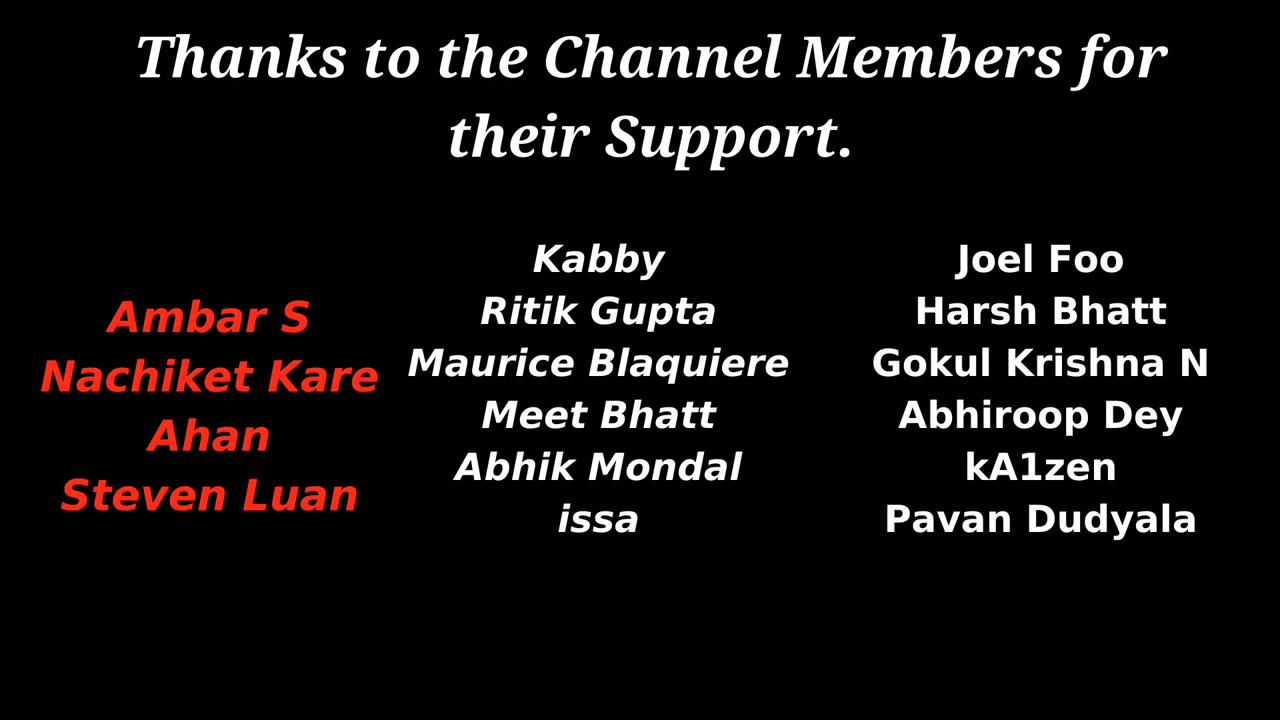 Thanks to the Channel Members for
their Support.
Ambar S
Nachiket Kare
Ahan
Steven Luan
Kabby
Ritik Gupta
Maurice Blaquiere
Meet Bhatt
Abhik Mondal
issa
Joel Foo
Harsh Bhatt
Gokul Krishna N
Abhiroop Dey
kA1zen
Pavan Dudyala